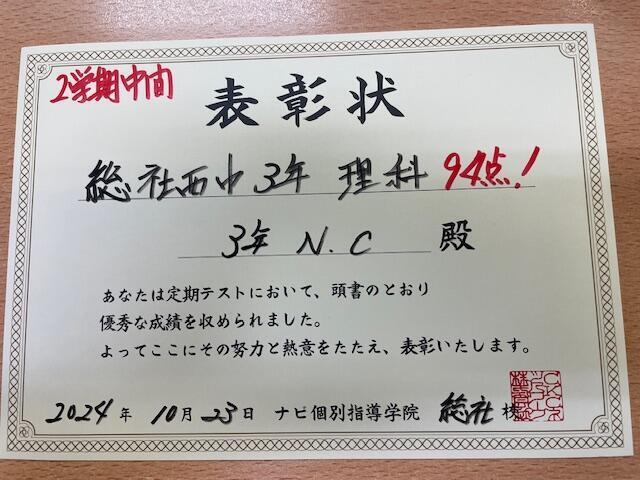 2学期中間
表彰状
総社西中3年 理科 94点!
3年 N.C 殿
あなたは定期テストにおいて、頭書のとおり
優秀な成績を収められました。
よってここにその努力と熱意をたたえ、表彰いたします。
2024年 10月23日 ナビ個別指導学院 総社 校